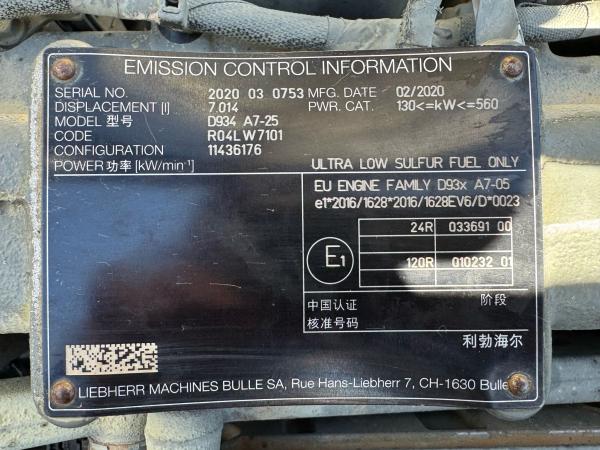 EMISSION CONTROL INFORMATION
SERIAL NO. 2020 03 0753 MFG. DATE 02/2020
DISPLACEMENT [l] 7.014 PWR. CAT. 130<=kW<=560
MODEL 型号 D934 A7-25
CODE R04LW7101
CONFIGURATION 11436176
POWER 功率 [kW/min⁻¹] ULTRA LOW SULFUR FUEL ONLY
EU ENGINE FAMILY D93x A7-05
e1*2016/1628*2016/1628EV6/D*0023
24R 033691 00
E1
120R 010232 01
中国认证 阶段
核准号码
利勃海尔
LIEBHERR MACHINES BULLE SA, Rue Hans-Liebherr 7, CH-1630 Bulle